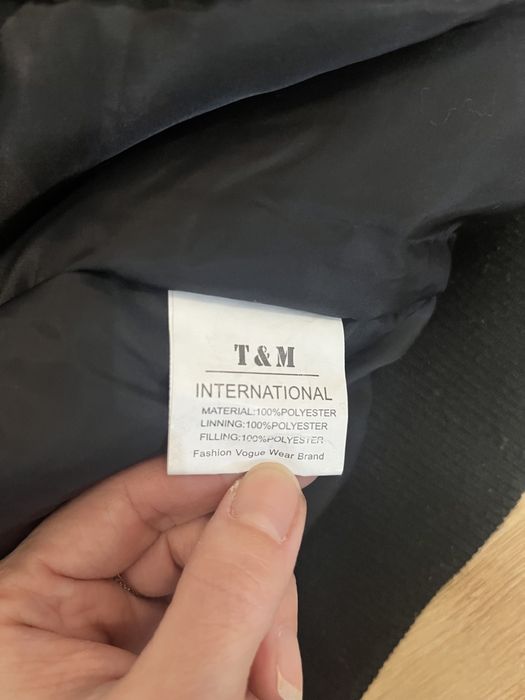 T & M
INTERNATIONAL
MATERIAL:100%POLYESTER
LINNING:100%POLYESTER
FILLING:100%POLYESTER
Fashion Vogue Wear Brand